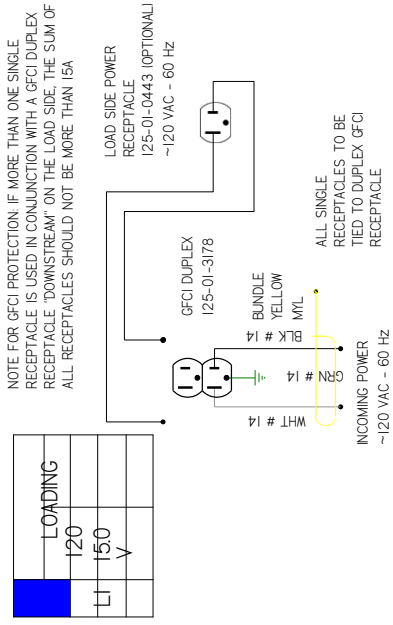 NOTE FOR GFCI PROTECTION: IF MORE THAN ONE SINGLE
RECEPTACLE IS USED IN CONJUNCTION WITH A GFCI DUPLEX
RECEPTACLE "DOWNSTREAM" ON THE LOAD SIDE, THE SUM OF
ALL RECEPTACLES SHOULD NOT BE MORE THAN 15A
LOAD SIDE POWER
RECEPTACLE
125-01-0443 (OPTIONAL)
~120 VAC - 60 Hz
GFCI DUPLEX
125-01-3178
BUNDLE
YELLOW
MYL
BLK # 14
GRN # 14
WHT # 14
INCOMING POWER
~120 VAC - 60 Hz
ALL SINGLE
RECEPTACLES TO BE
TIED TO DUPLEX GFCI
RECEPTACLE
LOADING
120
L1 15.0
V